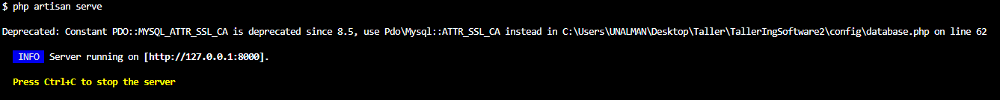 $ php artisan serve
Deprecated: Constant PDO::MYSQL_ATTR_SSL_CA is deprecated since 8.5, use Pdo\Mysql::ATTR_SSL_CA instead in C:\Users\UNALMAN\Desktop\Taller\TallerIngSoftware2\config\database.php on line 62
INFO Server running on [http://127.0.0.1:8000].
Press Ctrl+C to stop the server